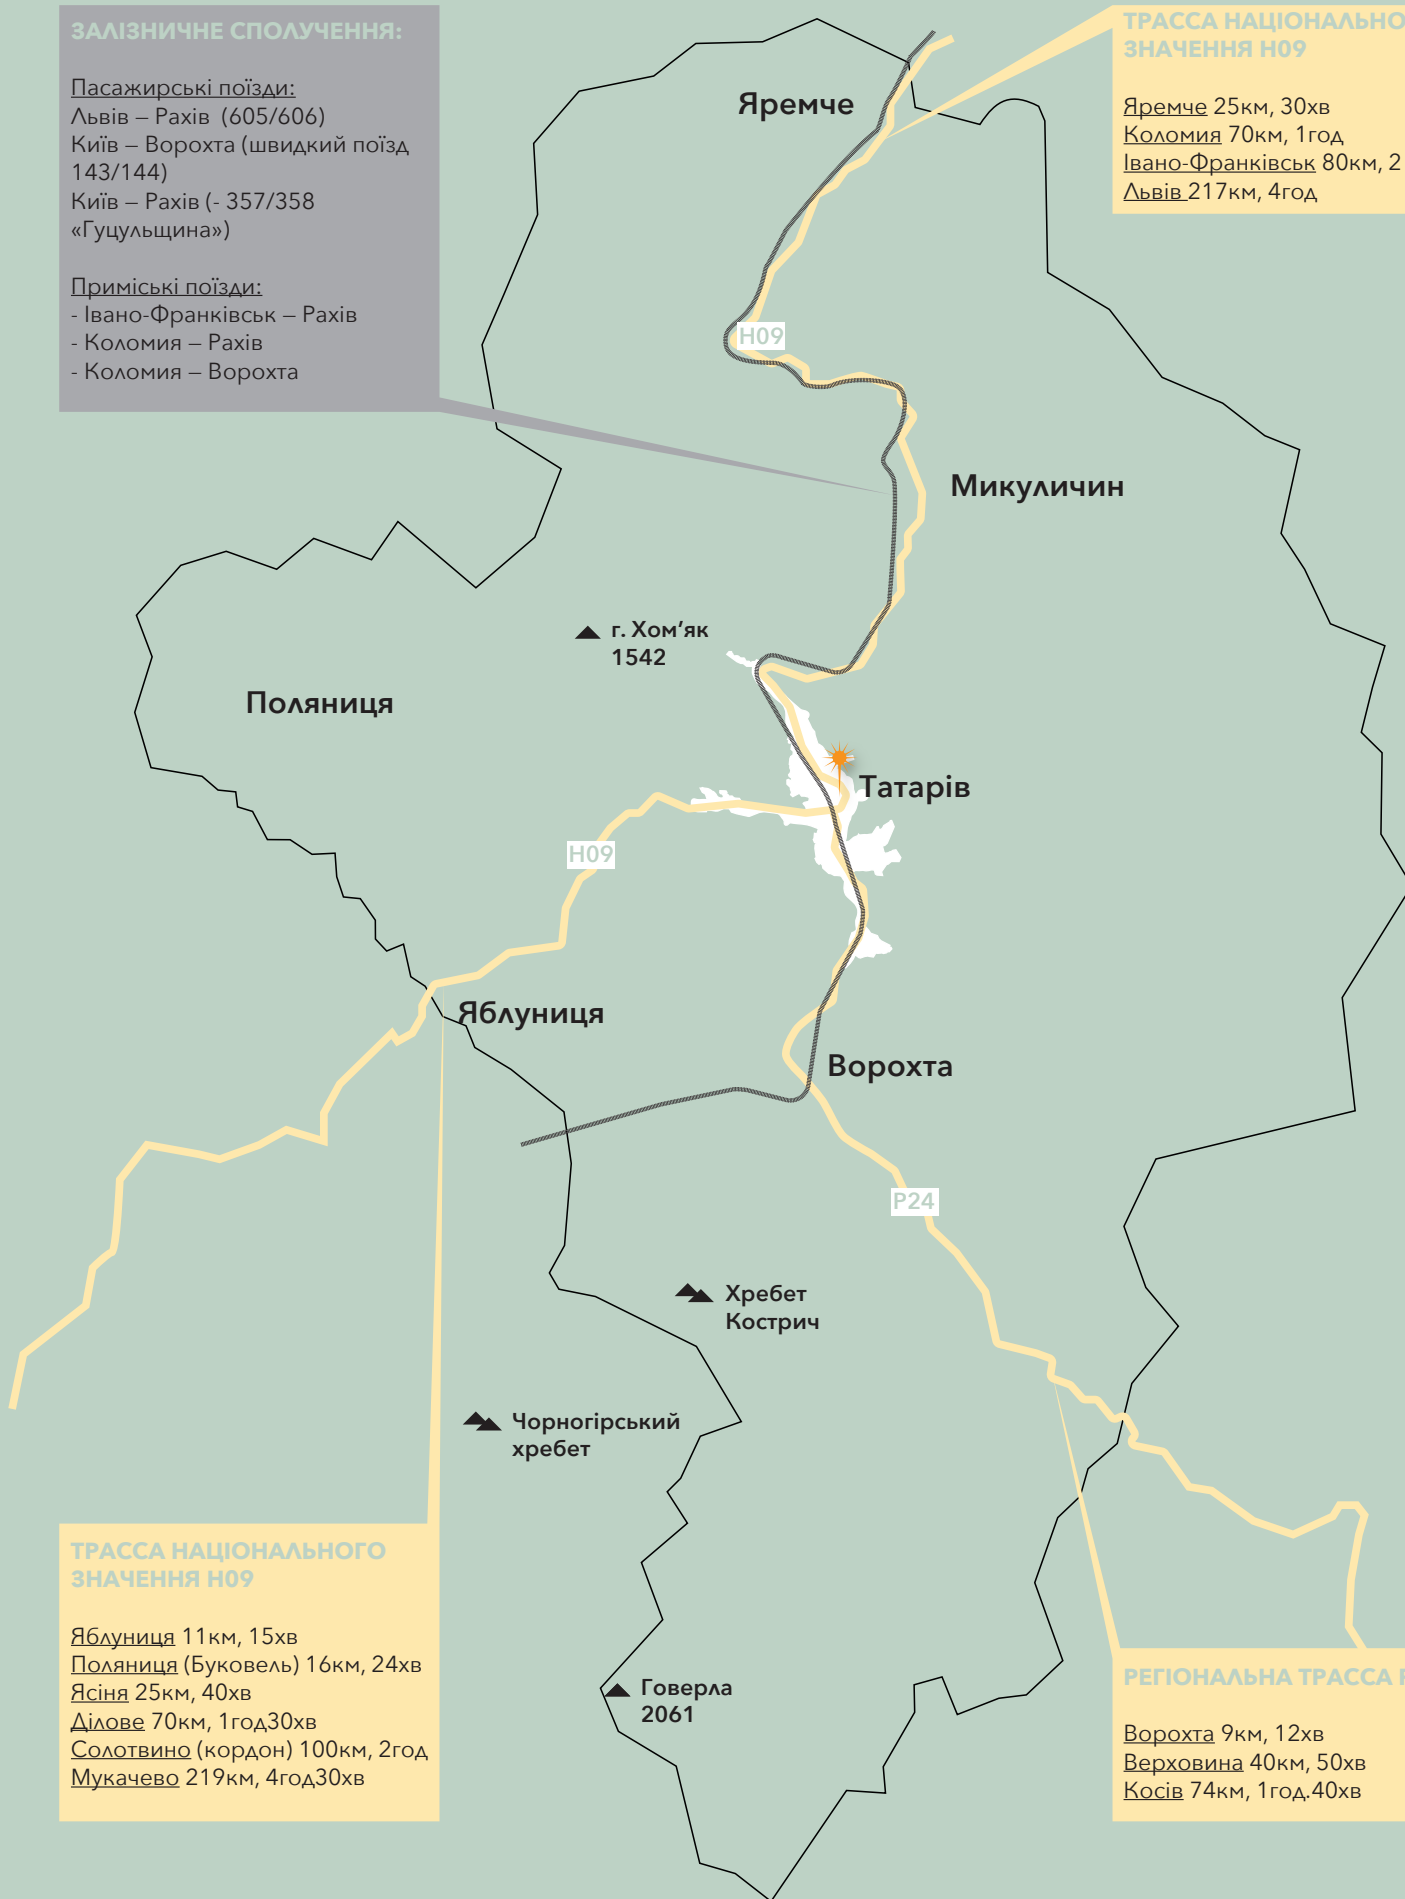 ЗАЛІЗНИЧНЕ СПОЛУЧЕННЯ:
Пасажирські поїзди:
Львів – Рахів (605/606)
Київ – Ворохта (швидкий поїзд
143/144)
Київ – Рахів (- 357/358
«Гуцульщина»)
Приміські поїзди:
- Івано-Франківськ – Рахів
- Коломия – Рахів
- Коломия – Ворохта
ТРАССА НАЦІОНАЛЬНО
ЗНАЧЕННЯ Н09
Яремче 25км, 30хв
Коломия 70км, 1год
Івано-Франківськ 80км, 2
Львів 217км, 4год
Яремче
Н09
Микуличин
г. Хом’як
1542
Поляниця
Татарів
Н09
Яблуниця
Ворохта
Р24
Хребет
Кострич
Чорногірський
хребет
ТРАССА НАЦІОНАЛЬНОГО
ЗНАЧЕННЯ Н09
Яблуниця 11км, 15хв
Поляниця (Буковель) 16км, 24хв
Ясіня 25км, 40хв
Ділове 70км, 1год30хв
Солотвино (кордон) 100км, 2год
Мукачево 219км, 4год30хв
Говерла
2061
РЕГІОНАЛЬНА ТРАССА
Ворохта 9км, 12хв
Верховина 40км, 50хв
Косів 74км, 1год.40хв